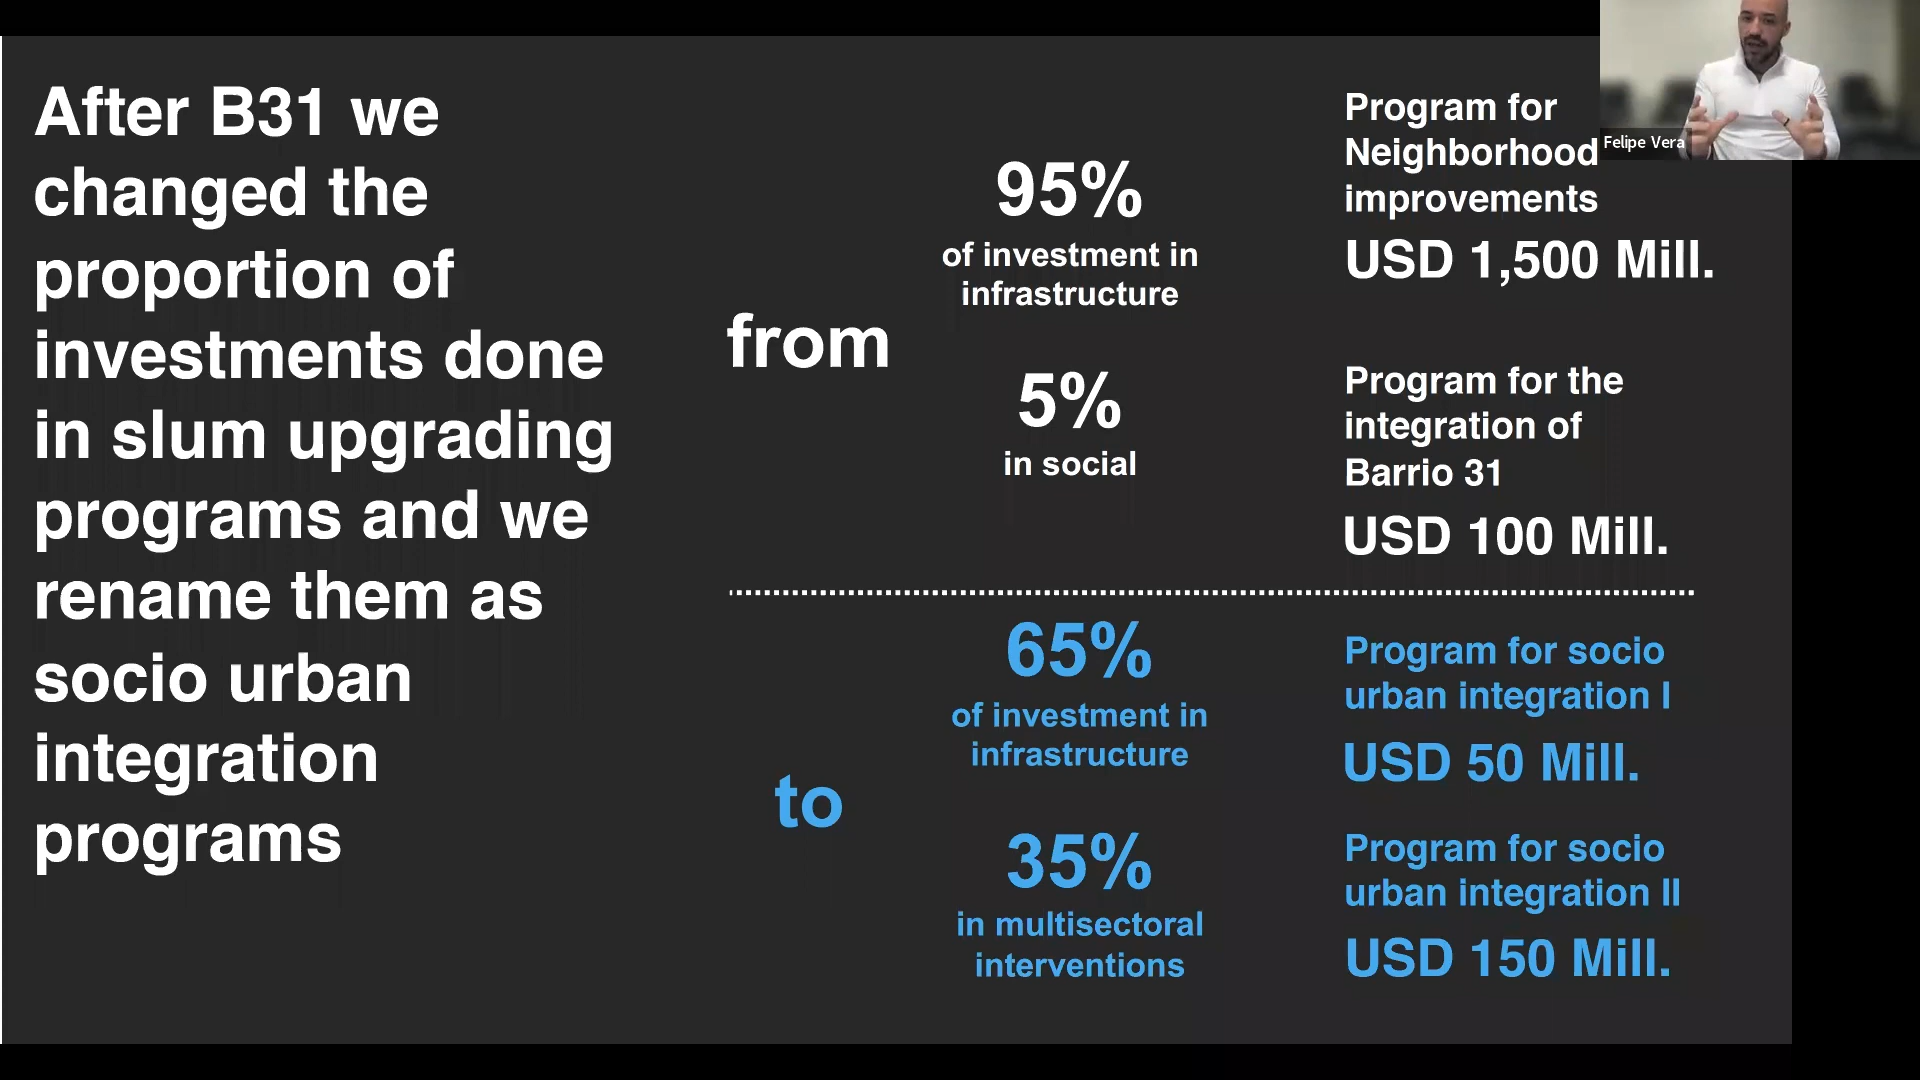 After B31 we
changed the
proportion of
investments done
in slum upgrading
programs and we
rename them as
socio urban
integration
programs
from
95%
of investment in
infrastructure
5%
in social
Program for
Neighborhood
improvements
USD 1,500 Mill.
Program for the
integration of
Barrio 31
USD 100 Mill.
to
65%
of investment in
infrastructure
35%
in multisectoral
interventions
Program for socio
urban integration I
USD 50 Mill.
Program for socio
urban integration II
USD 150 Mill.
Felipe Vera